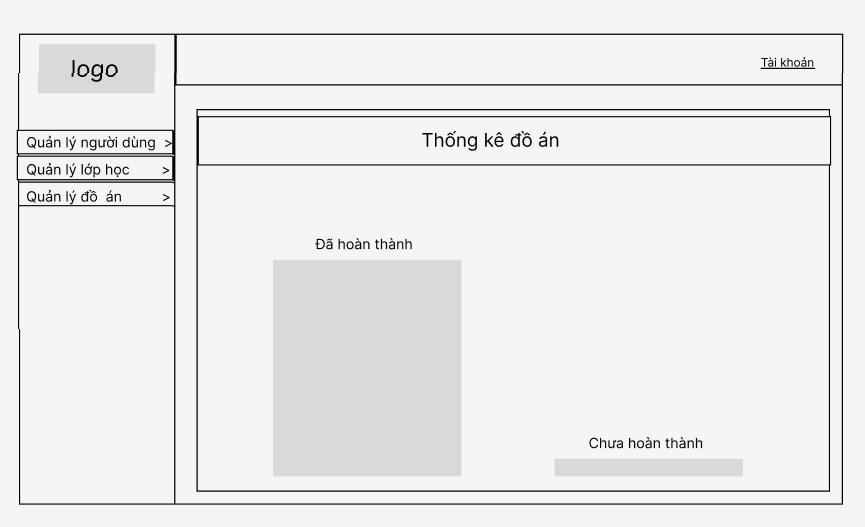 logo
Tài khoản
Quản lý người dùng >
Quản lý lớp học >
Quản lý đồ án >
Thống kê đồ án
Đã hoàn thành
Chưa hoàn thành